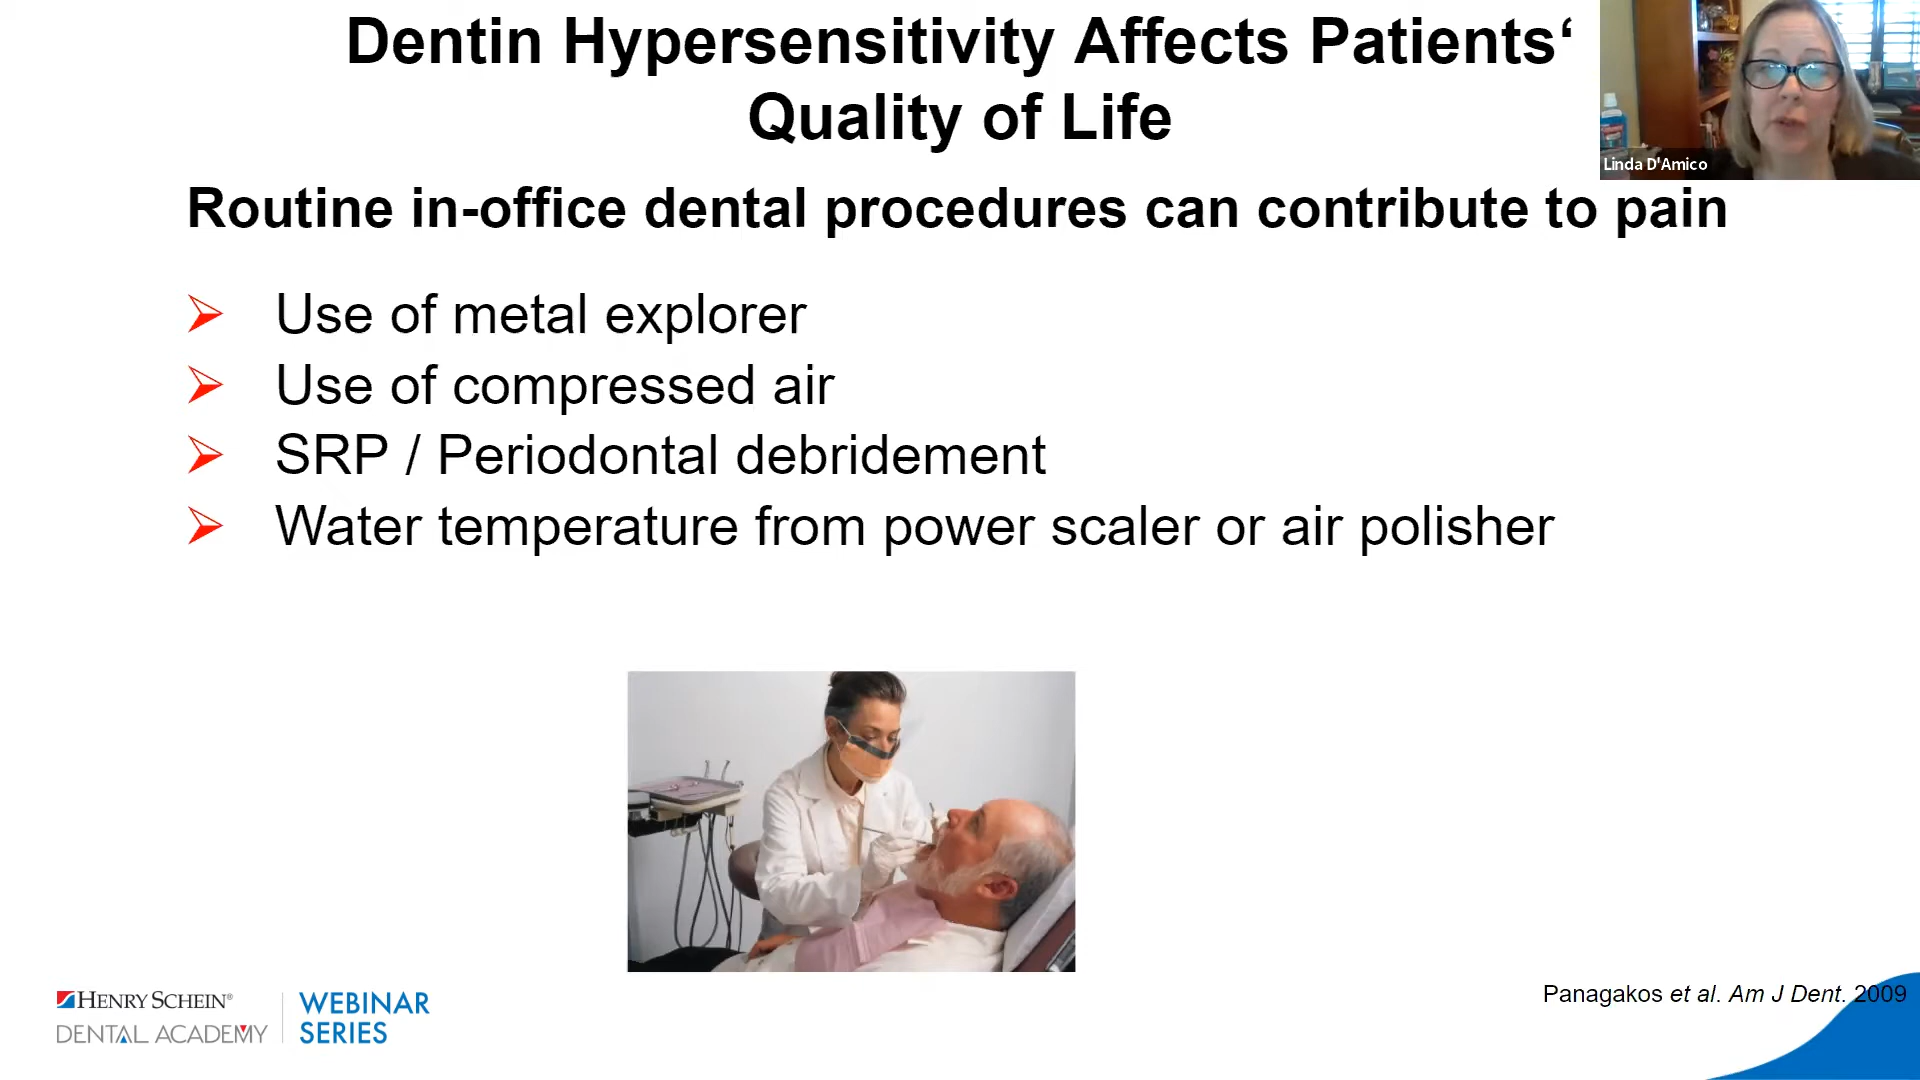 Dentin Hypersensitivity Affects Patients‘
Quality of Life
Linda D'Amico
Routine in-office dental procedures can contribute to pain
➢ Use of metal explorer
➢ Use of compressed air
➢ SRP / Periodontal debridement
➢ Water temperature from power scaler or air polisher
Panagakos et al. Am J Dent. 2009
HENRY SCHEIN®
DENTAL ACADEMY
WEBINAR
SERIES